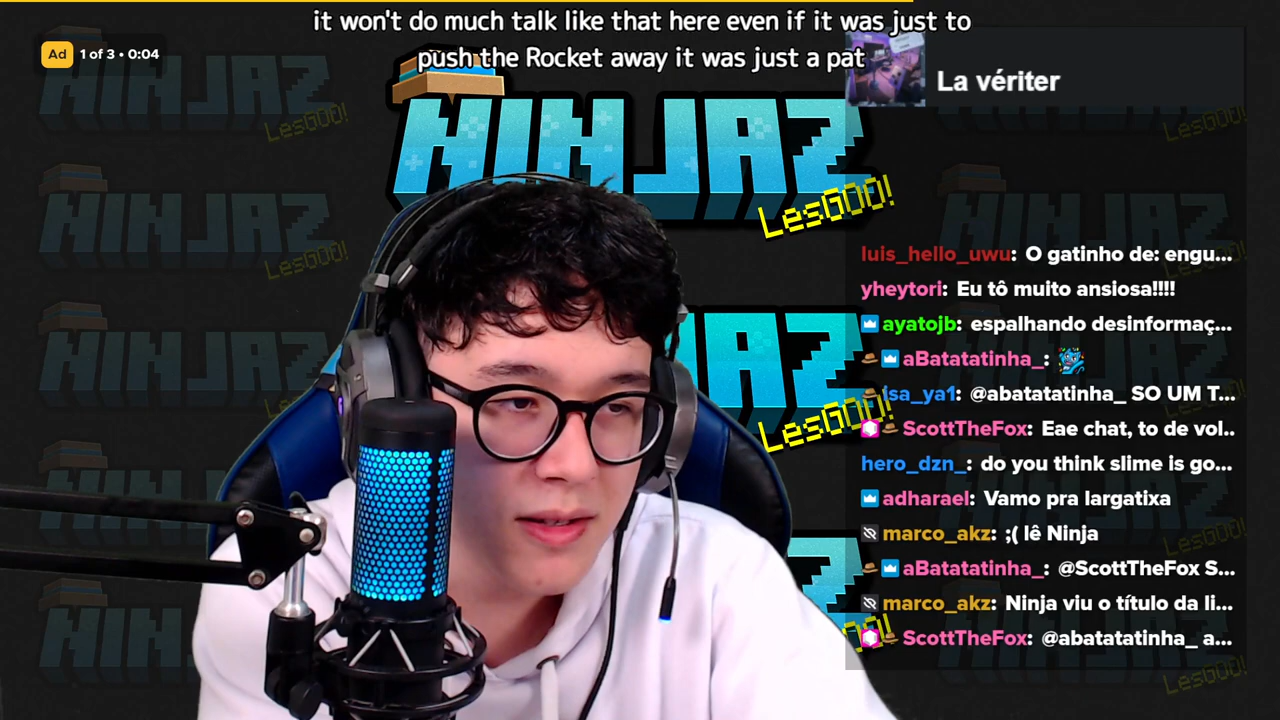 it won't do much talk like that here even if it was just to
push the Rocket away it was just a pat
Ad 1 of 3 • 0:04
La vériter
NINJAZ
LesGOO!
NINJAZ
LesGOO!
luis_hello_uwu: O gatinho de: engu...
yheytori: Eu tô muito ansiosa!!!!
ayatojb: espalhando desinformaç...
aBatatatinha_:
isa_ya1: @abatatatinha_ SO UM T...
ScottTheFox: Eae chat, to de vol..
hero_dzn_: do you think slime is go...
adharael: Vamo pra largatixa
marco_akz: ;( lê Ninja
aBatatatinha_: @ScottTheFox S...
marco_akz: Ninja viu o título da li...
ScottTheFox: @abatatatinha_ a...